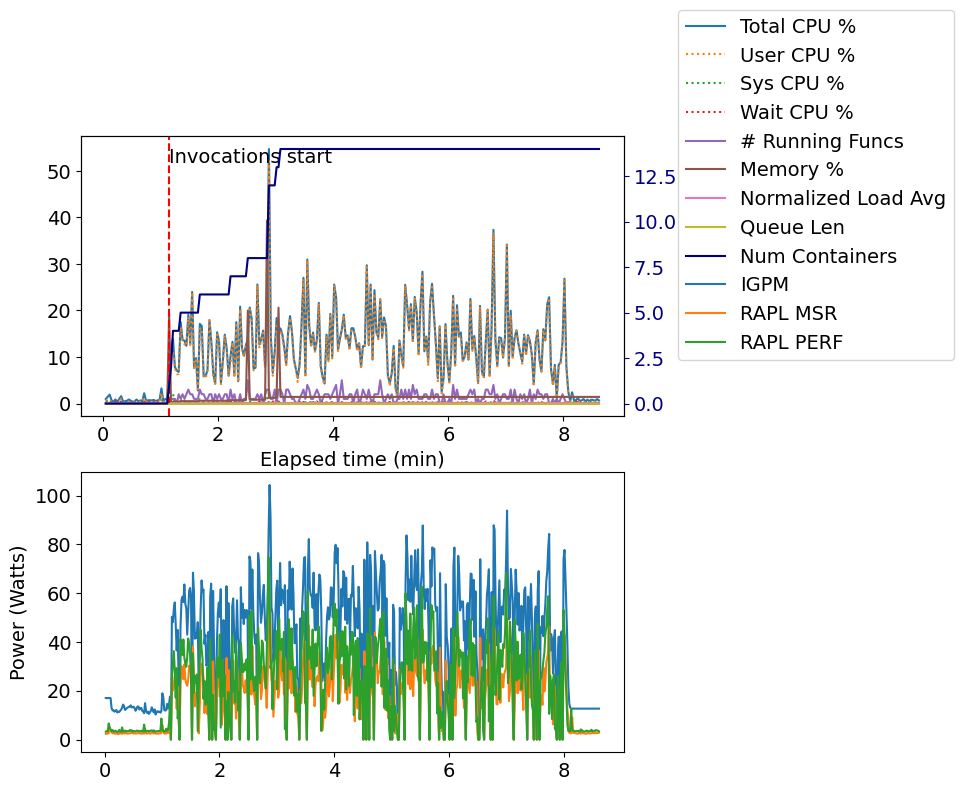 Total CPU %
User CPU %
Sys CPU %
Wait CPU %
# Running Funcs
Memory %
Normalized Load Avg
Queue Len
Num Containers
IGPM
RAPL MSR
RAPL PERF
Invocations start
50
40
30
20
10
0
12.5
10.0
7.5
5.0
2.5
0.0
0 2 4 6 8
Elapsed time (min)
Power (Watts)
100
80
60
40
20
0
0 2 4 6 8